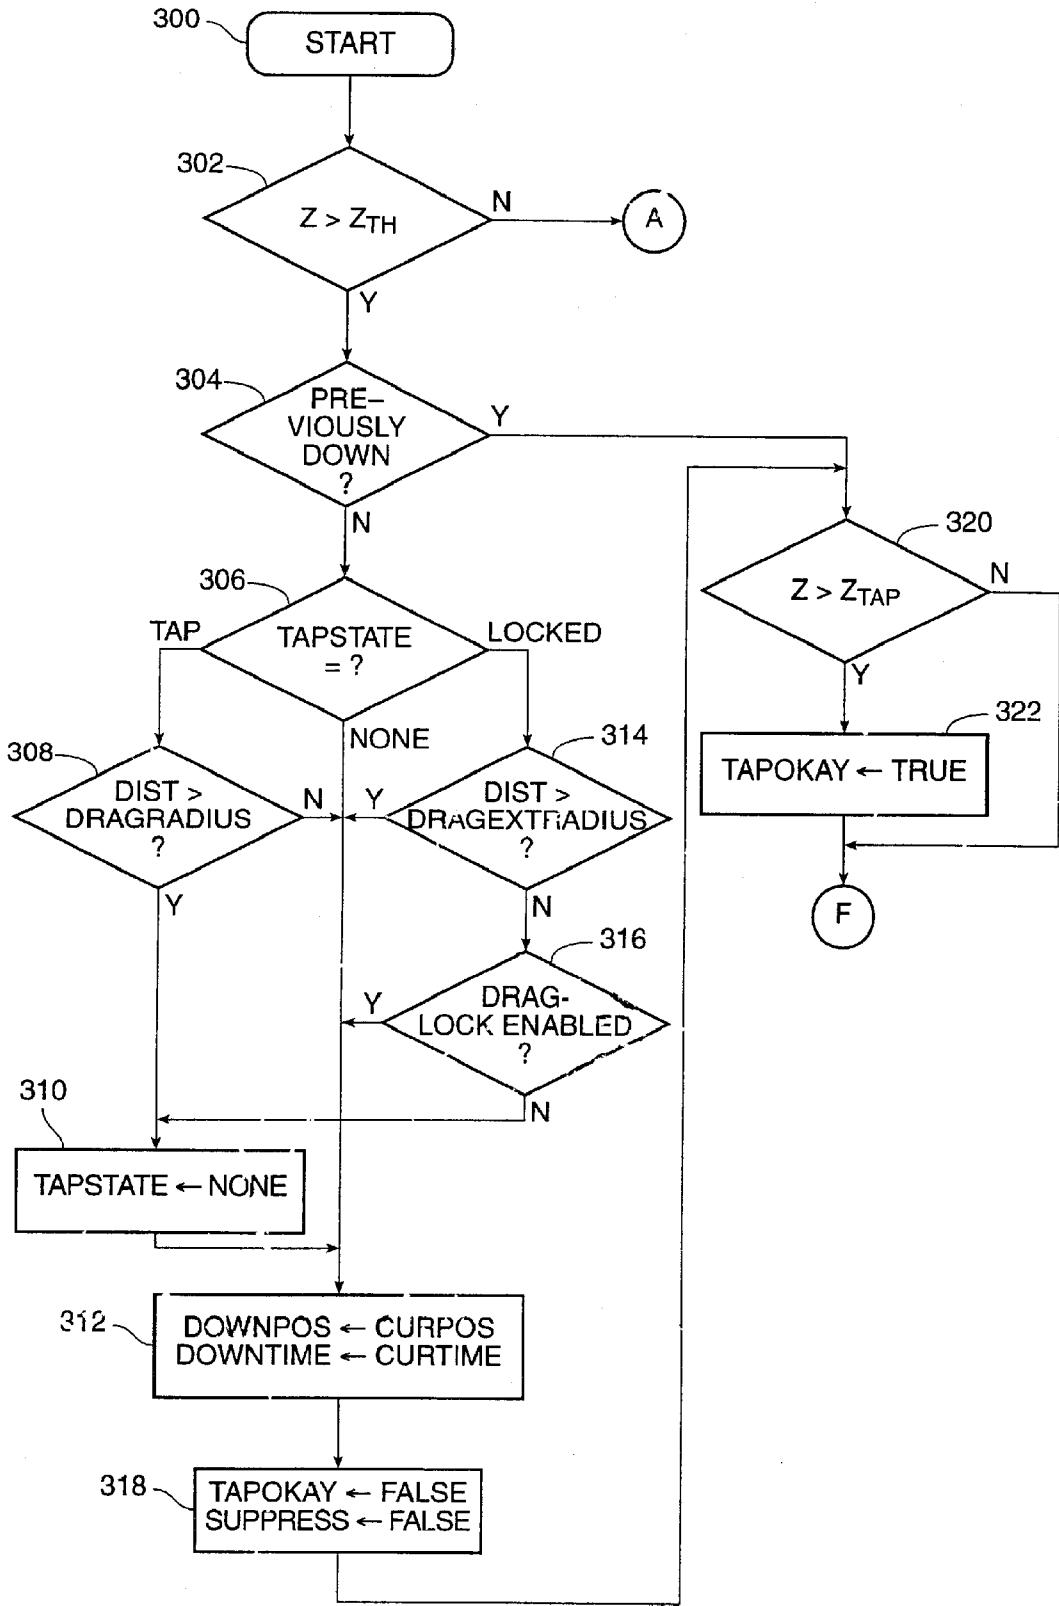 300
START
302
Z > ZTH
N
A
Y
304
PRE–
VIOUSLY
DOWN
?
Y
N
320
Z > ZTAP
N
Y
306
TAP
TAPSTATE
= ?
LOCKED
NONE
322
TAPOKAY ← TRUE
308
DIST >
DRAGRADIUS
?
N
Y
314
DIST >
DRAGEXTRADIUS
?
Y
N
F
316
DRAG-
LOCK ENABLED
?
Y
N
310
TAPSTATE ← NONE
312
DOWNPOS ← CURPOS
DOWNTIME ← CURTIME
318
TAPOKAY ← FALSE
SUPPRESS ← FALSE